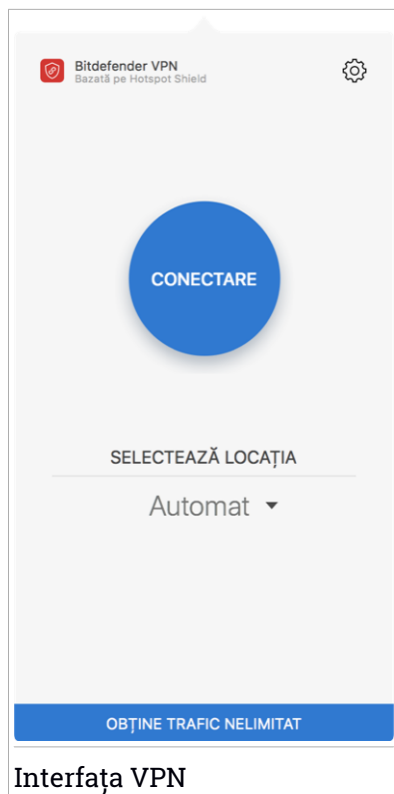 Bitdefender VPN
Bazată pe Hotspot Shield
CONECTARE
SELECTEAZĂ LOCAȚIA
Automat
OBȚINE TRAFIC NELIMITAT
Interfața VPN